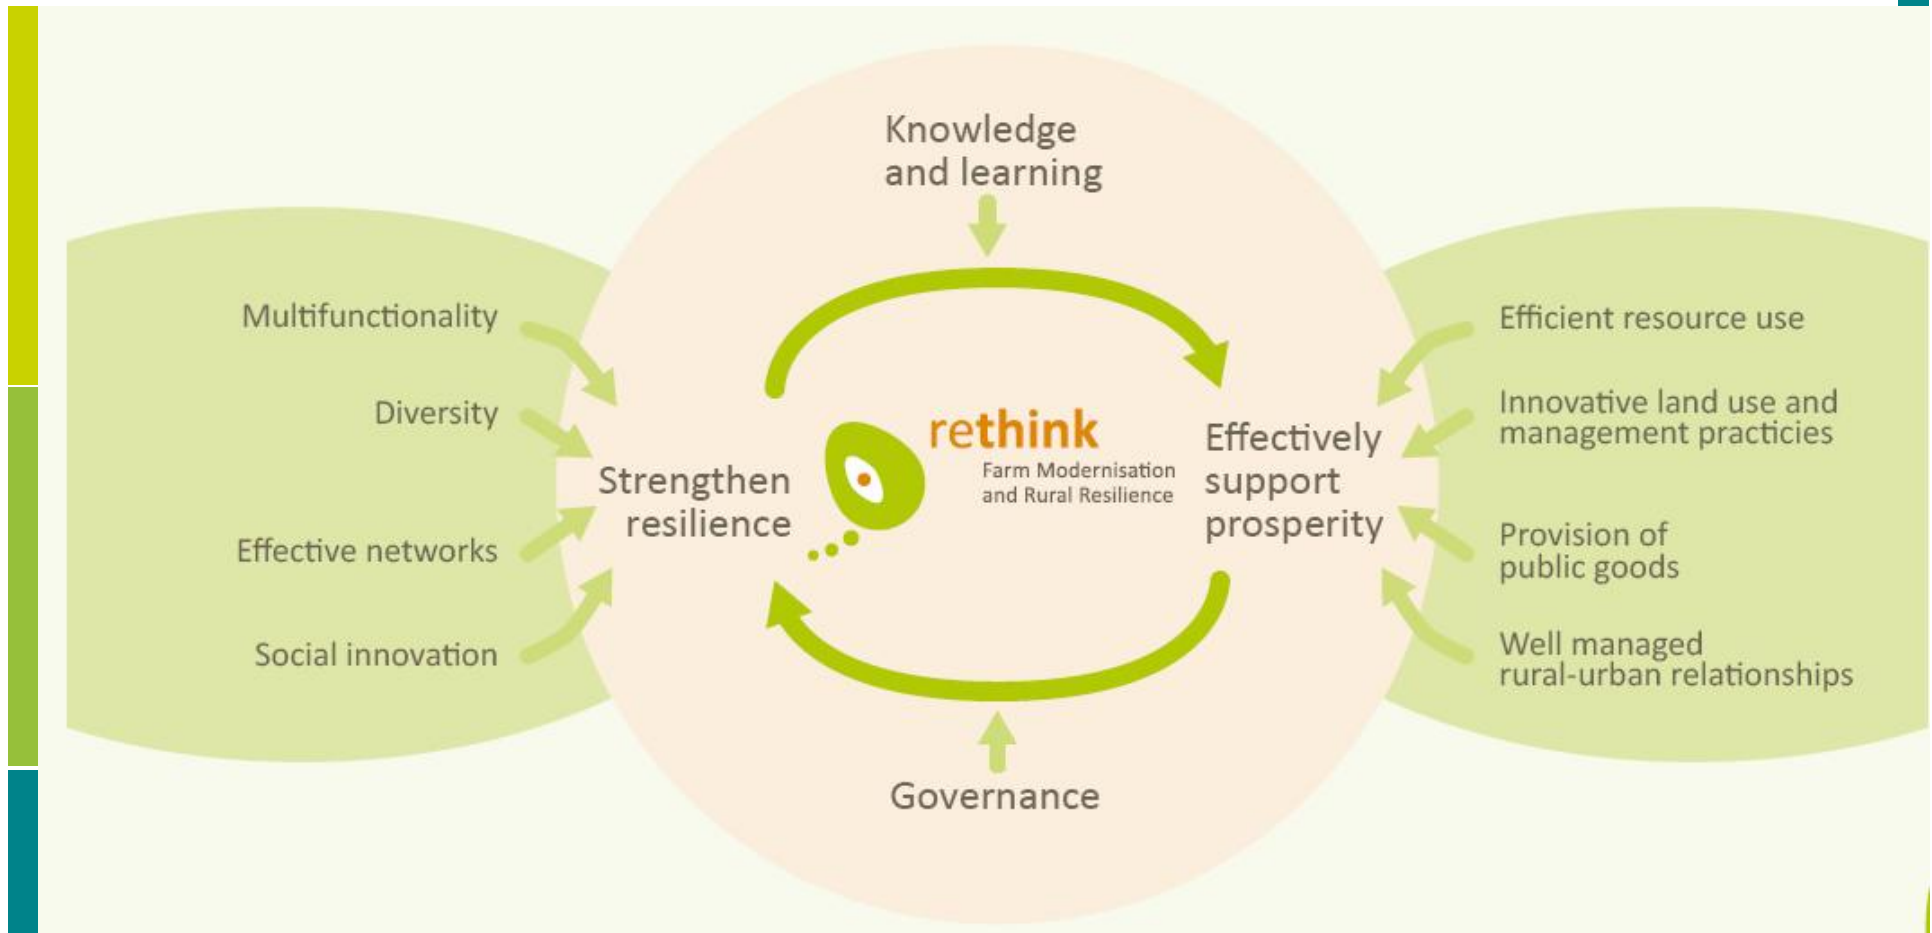 Knowledge
and learning
Multifunctionality
Diversity
Effective networks
Social innovation
Strengthen
resilience
rethink
Farm Modernisation
and Rural Resilience
Effectively
support
prosperity
Efficient resource use
Innovative land use and
management practicies
Provision of
public goods
Well managed
rural-urban relationships
Governance